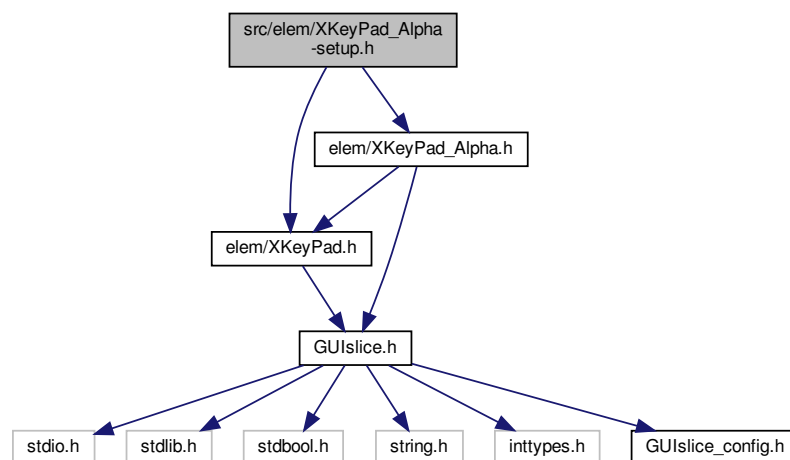 src/elem/XKeyPad_Alpha
-setup.h
elem/XKeyPad_Alpha.h
elem/XKeyPad.h
GUIslice.h
stdio.h
stdlib.h
stdbool.h
string.h
inttypes.h
GUIslice_config.h